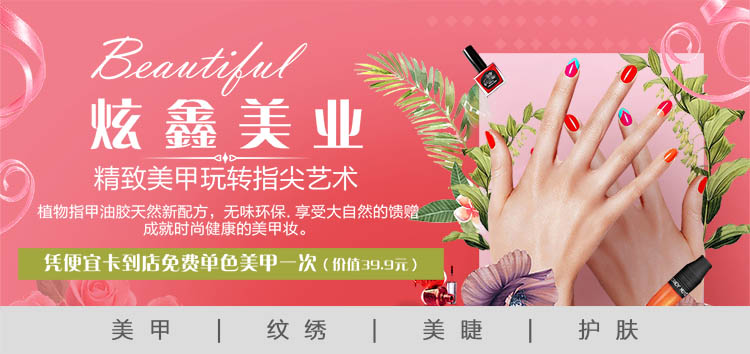 Beautiful
炫鑫美业
精致美甲玩转指尖艺术
植物指甲油胶天然新配方，无味环保.享受大自然的馈赠
成就时尚健康的美甲妆。
凭便宜卡到店免费单色美甲一次（价值39.9元）
美甲 | 纹绣 | 美睫 | 护肤